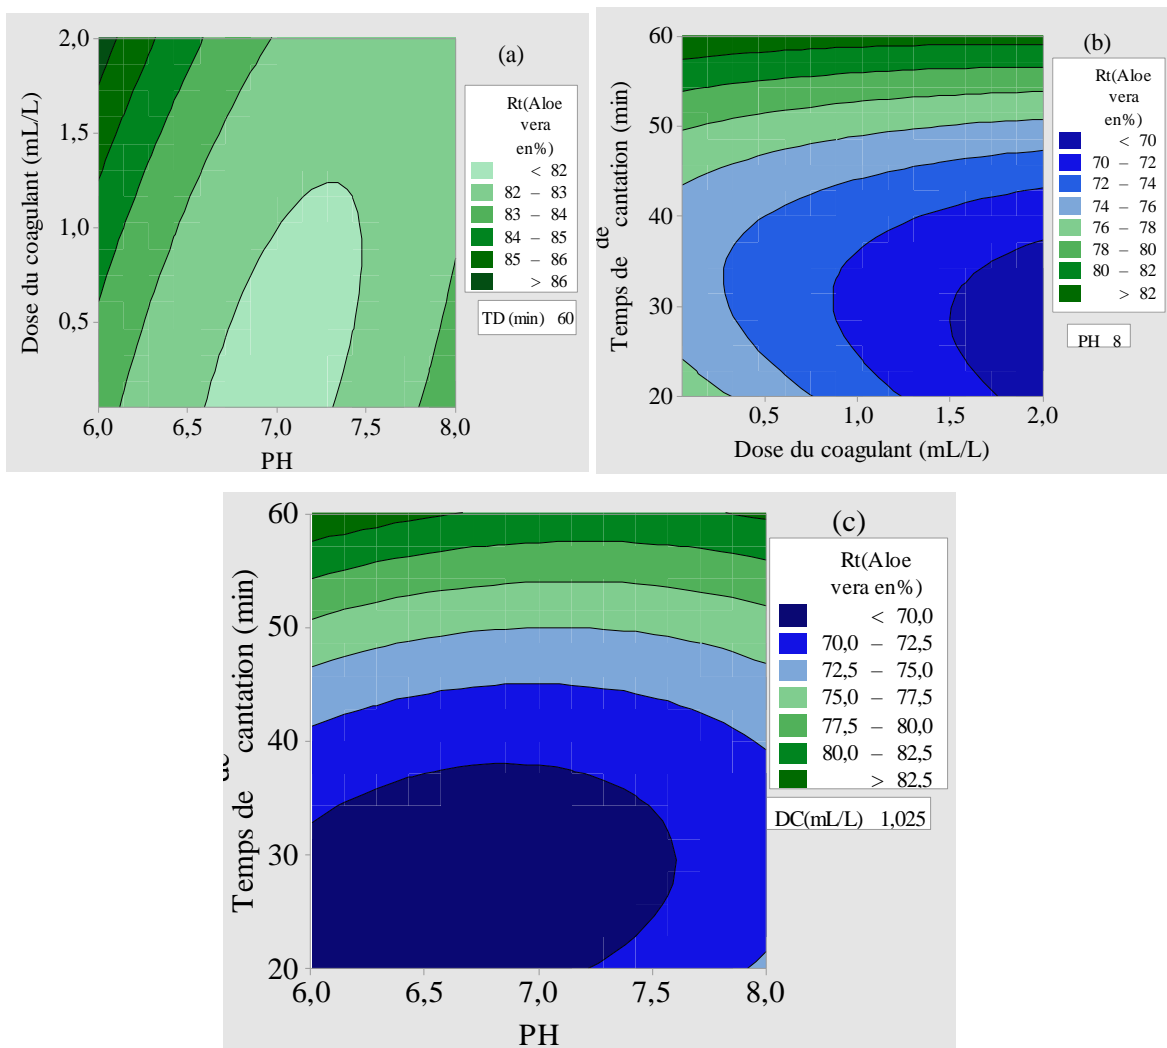 (a)
Dose du coagulant (mL/L)
2,0
1,5
1,0
0,5
6,0 6,5 7,0 7,5 8,0
PH
Rt(Aloe
vera
en%)
< 82
82 – 83
83 – 84
84 – 85
85 – 86
> 86
TD (min) 60
(b)
Temps de de cantation (min)
60
50
40
30
20
0,5 1,0 1,5 2,0
Dose du coagulant (mL/L)
Rt(Aloe
vera
en%)
< 70
70 – 72
72 – 74
74 – 76
76 – 78
78 – 80
80 – 82
> 82
PH 8
(c)
Temps de de cantation (min)
60
50
40
30
20
6,0 6,5 7,0 7,5 8,0
PH
Rt(Aloe
vera en%)
< 70,0
70,0 – 72,5
72,5 – 75,0
75,0 – 77,5
77,5 – 80,0
80,0 – 82,5
> 82,5
DC(mL/L) 1,025